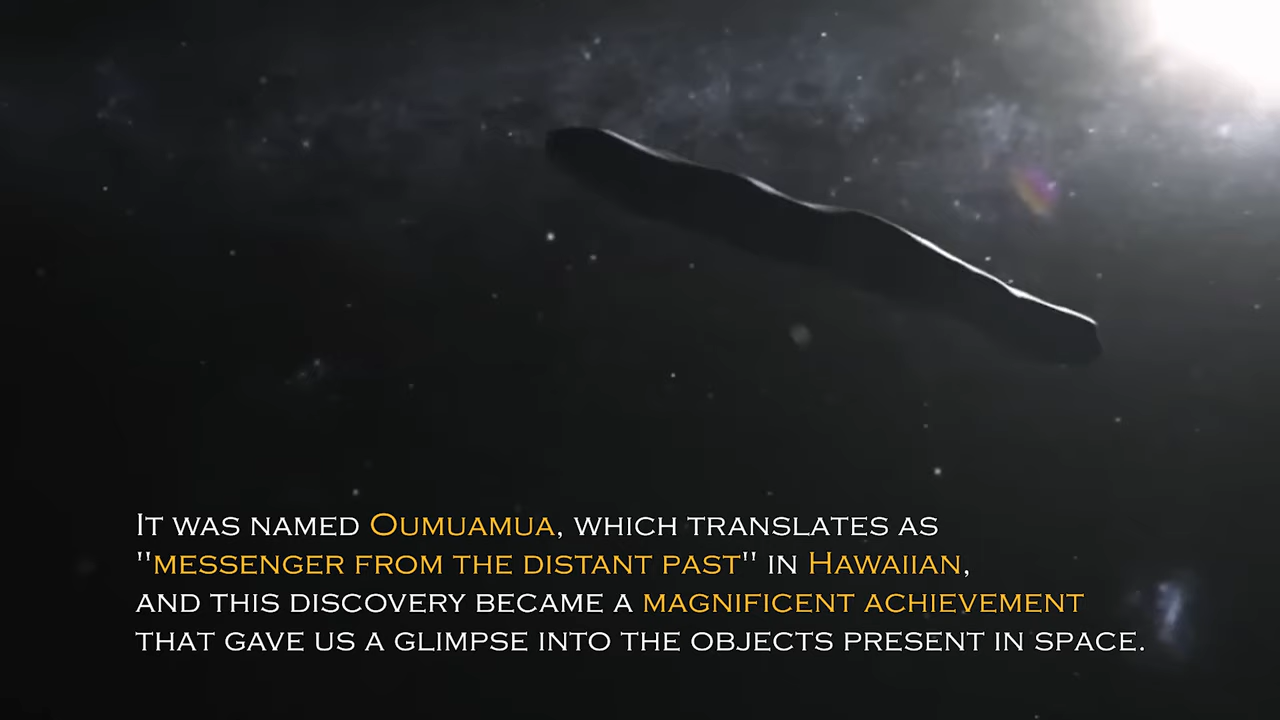 It was named Oumuamua, which translates as
"messenger from the distant past" in Hawaiian,
and this discovery became a magnificent achievement
that gave us a glimpse into the objects present in space.